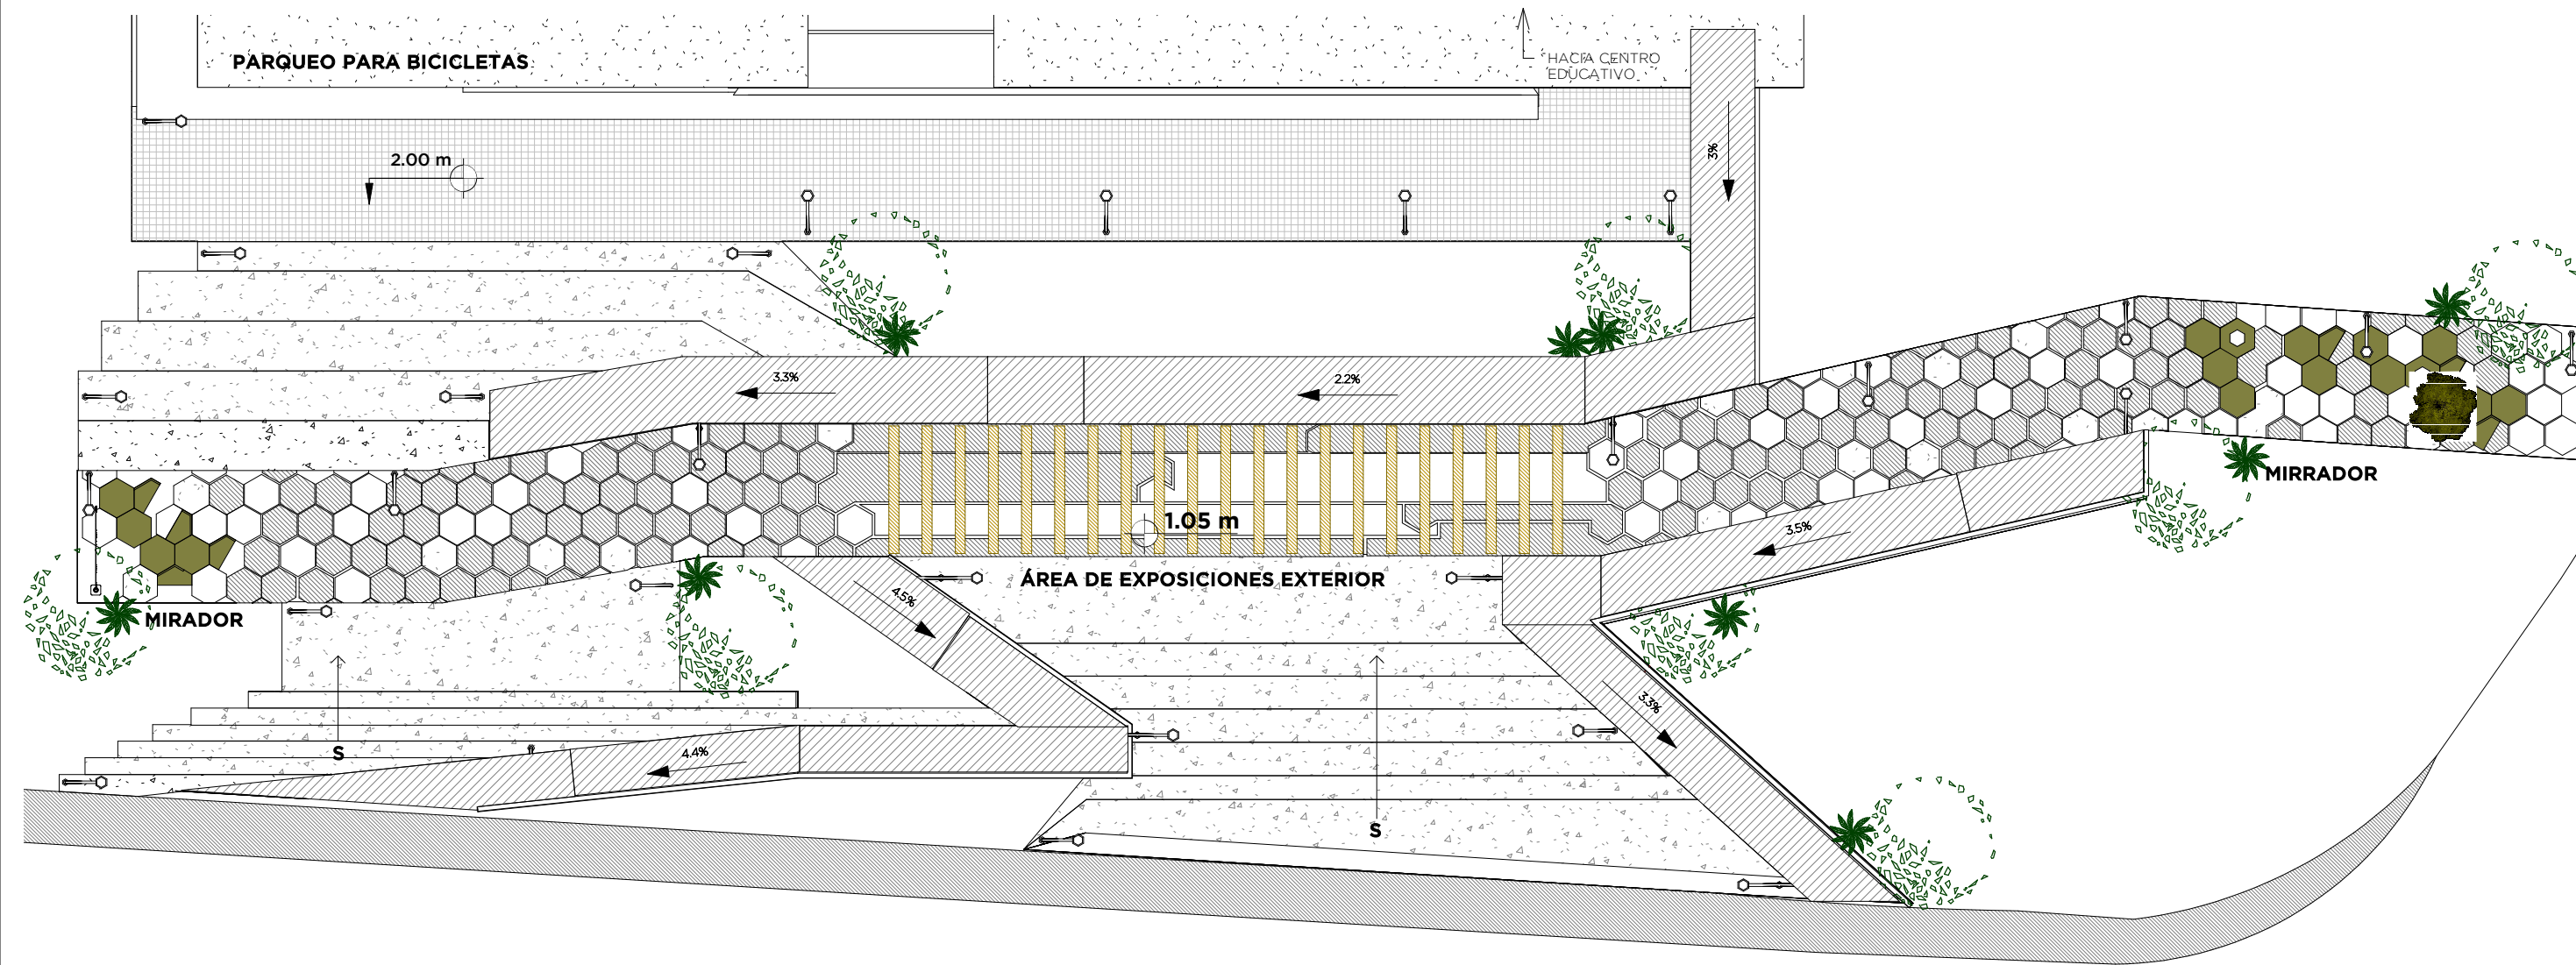 PARQUEO PARA BICICLETAS
HACIA CENTRO
EDUCATIVO
2.00 m
3%
3.3%
2.2%
MIRRADOR
1.05 m
3.5%
ÁREA DE EXPOSICIONES EXTERIOR
4.5%
MIRADOR
3.3%
S
4.4%
S